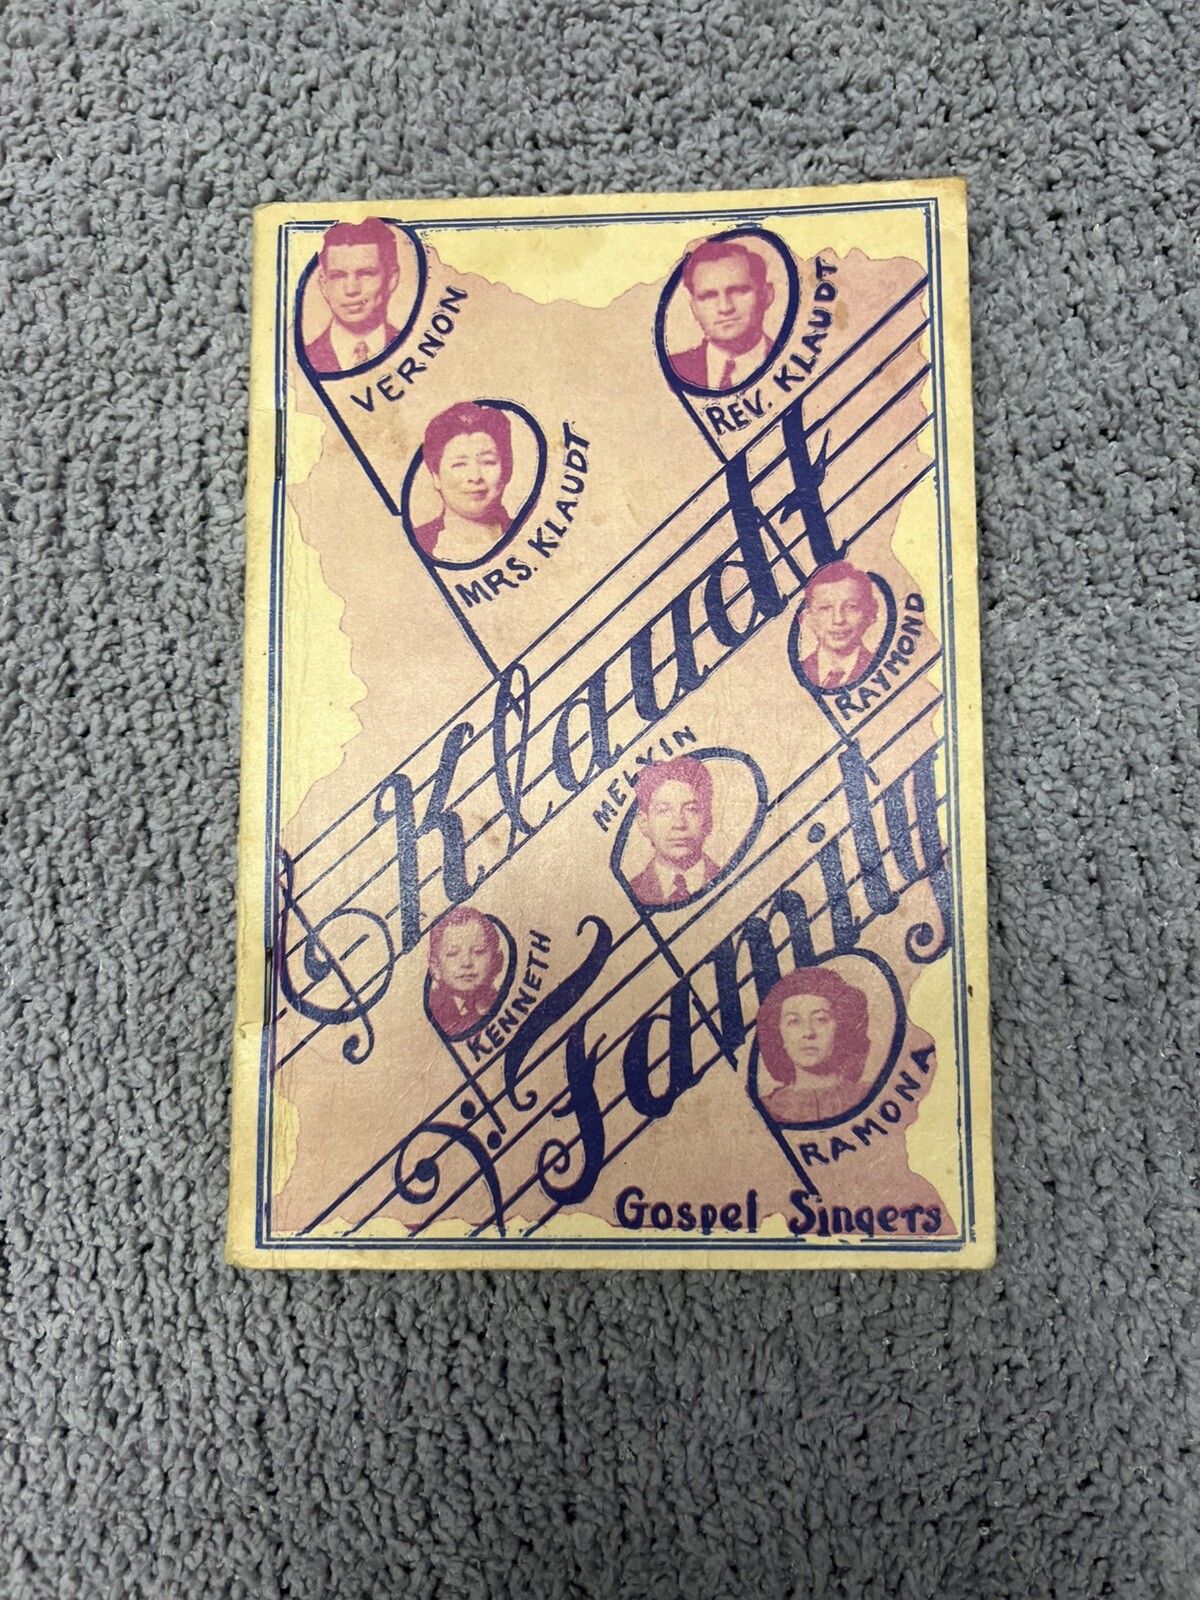 VERNON
REV. KLAUDT
MRS. KLAUDT
Klaudt
RAYMOND
MELVIN
Family
KENNETH
RAMONA
Gospel Singers